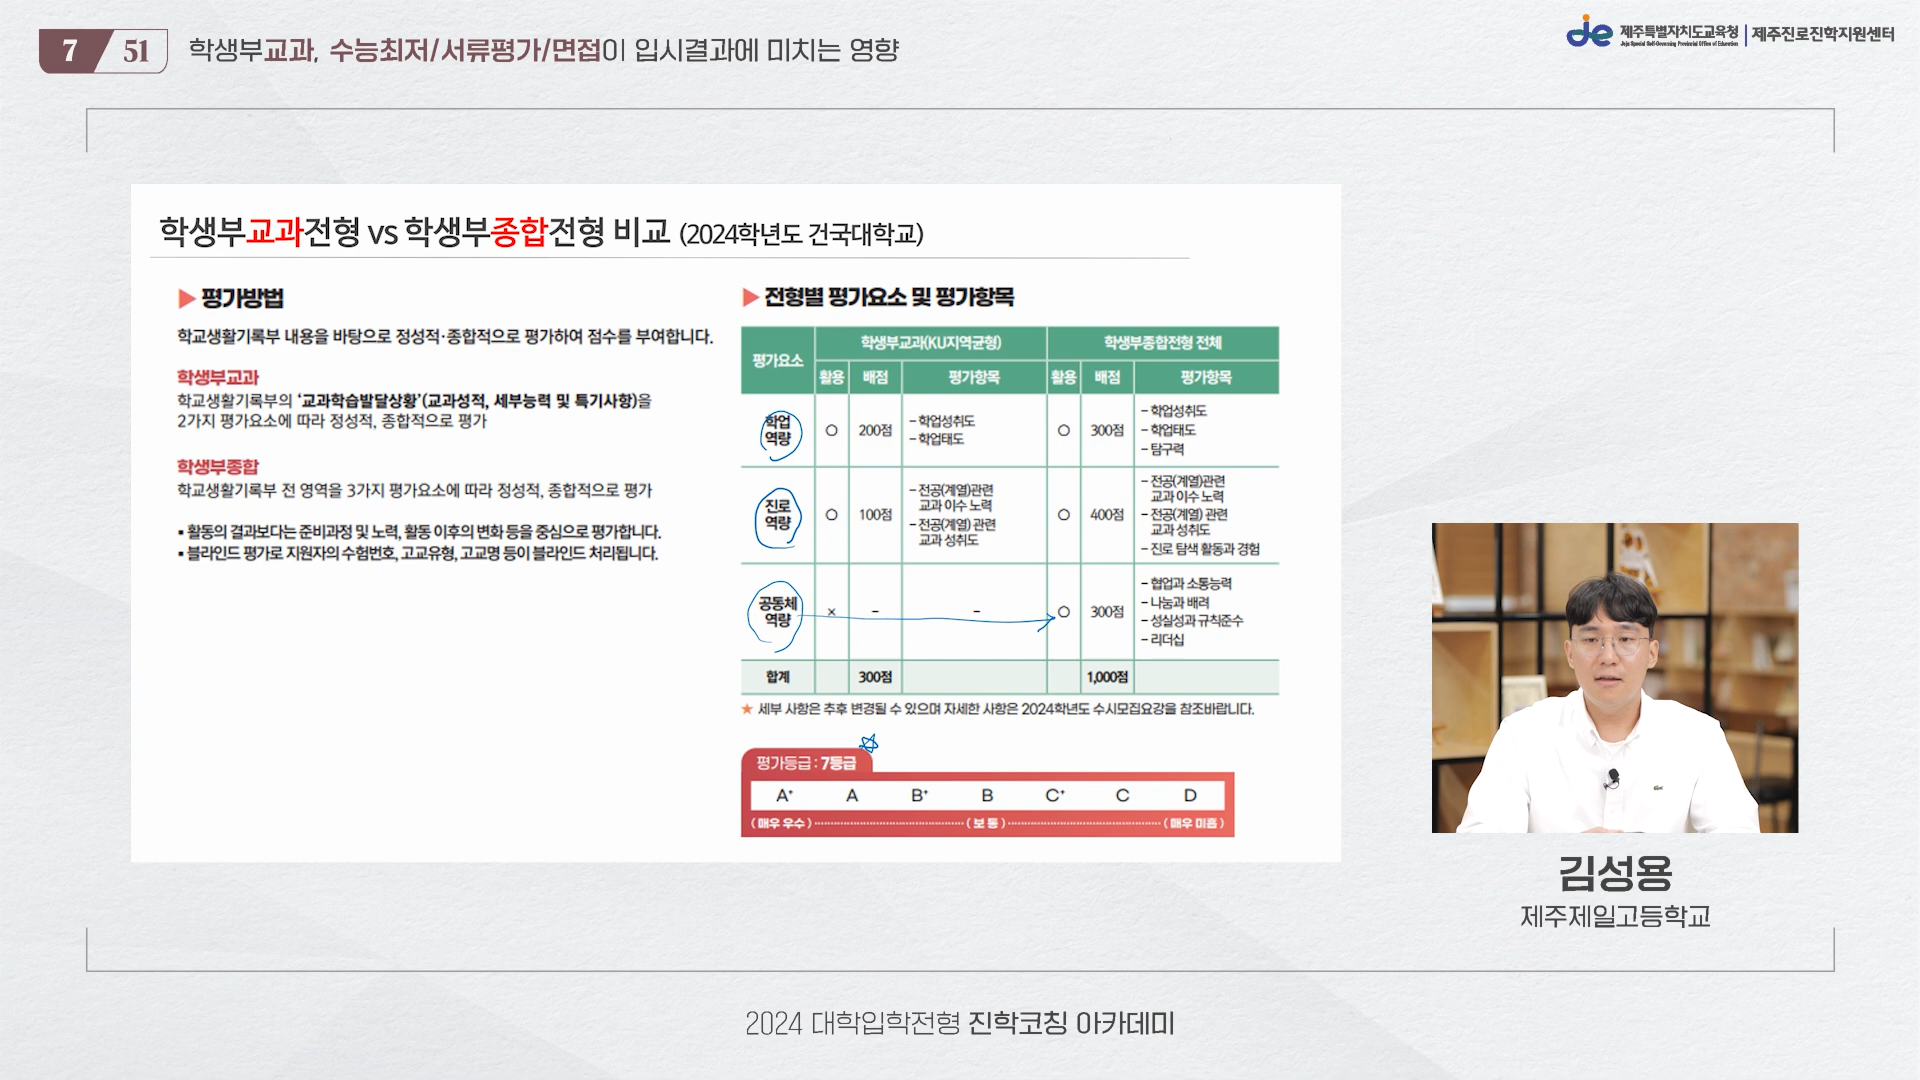 7 51 학생부교과, 수능최저/서류평가/면접이 입시결과에 미치는 영향
제주특별자치도교육청 제주진로진학지원센터
Jeju Special Self-Governing Provincial Office of Education
학생부교과전형 vs 학생부종합전형 비교 (2024학년도 건국대학교)
▶ 평가방법
학교생활기록부 내용을 바탕으로 정성적·종합적으로 평가하여 점수를 부여합니다.
학생부교과
학교생활기록부의 ‘교과학습발달상황’(교과성적, 세부능력 및 특기사항)을
2가지 평가요소에 따라 정성적, 종합적으로 평가
학생부종합
학교생활기록부 전 영역을 3가지 평가요소에 따라 정성적, 종합적으로 평가
▪ 활동의 결과보다는 준비과정 및 노력, 활동 이후의 변화 등을 중심으로 평가합니다.
▪ 블라인드 평가로 지원자의 수험번호, 고교유형, 고교명 등이 블라인드 처리됩니다.
▶ 전형별 평가요소 및 평가항목
평가요소 학생부교과(KU지역균형) 학생부종합전형 전체
활용 배점 평가항목 활용 배점 평가항목
학업
역량
○ 200점
– 학업성취도
– 학업태도
○ 300점
– 학업성취도
– 학업태도
– 탐구력
진로
역량
○ 100점
– 전공(계열)관련
교과 이수 노력
– 전공(계열) 관련
교과 성취도
○ 400점
– 전공(계열)관련
교과 이수 노력
– 전공(계열) 관련
교과 성취도
– 진로 탐색 활동과 경험
공동체
역량
× – –
○ 300점
– 협업과 소통능력
– 나눔과 배려
– 성실성과 규칙준수
– 리더십
합계 300점 1,000점
★ 세부 사항은 추후 변경될 수 있으며 자세한 사항은 2024학년도 수시모집요강을 참조바랍니다.
평가등급 : 7등급
A⁺ A B⁺ B C⁺ C D
( 매우 우수 ) ( 보 통 ) ( 매우 미흡 )
김성용
제주제일고등학교
2024 대학입학전형 진학코칭 아카데미